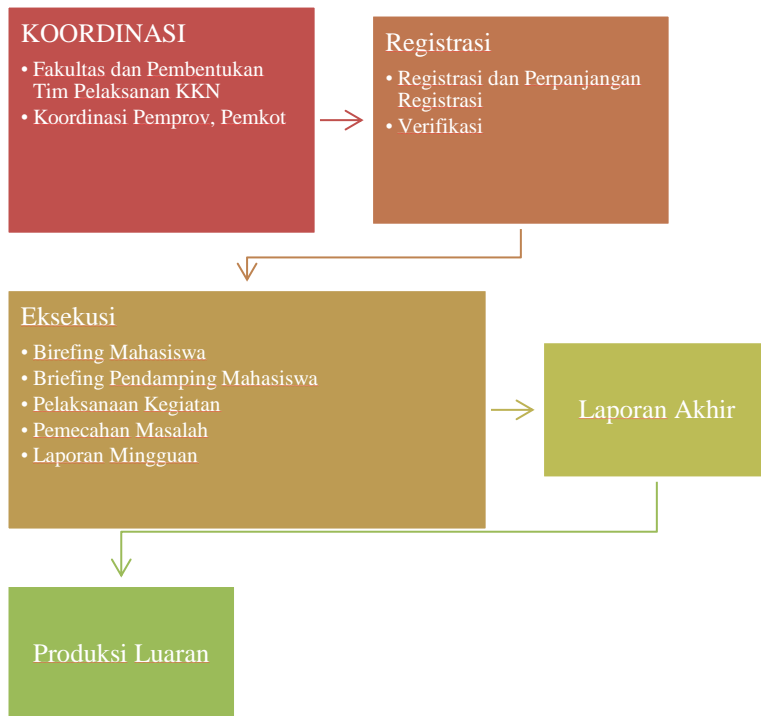 KOORDINASI
• Fakultas dan Pembentukan
Tim Pelaksanan KKN
• Koordinasi Pemprov, Pemkot
Registrasi
• Registrasi dan Perpanjangan
Registrasi
• Verifikasi
Eksekusi
• Birefing Mahasiswa
• Briefing Pendamping Mahasiswa
• Pelaksanaan Kegiatan
• Pemecahan Masalah
• Laporan Mingguan
Laporan Akhir
Produksi Luaran